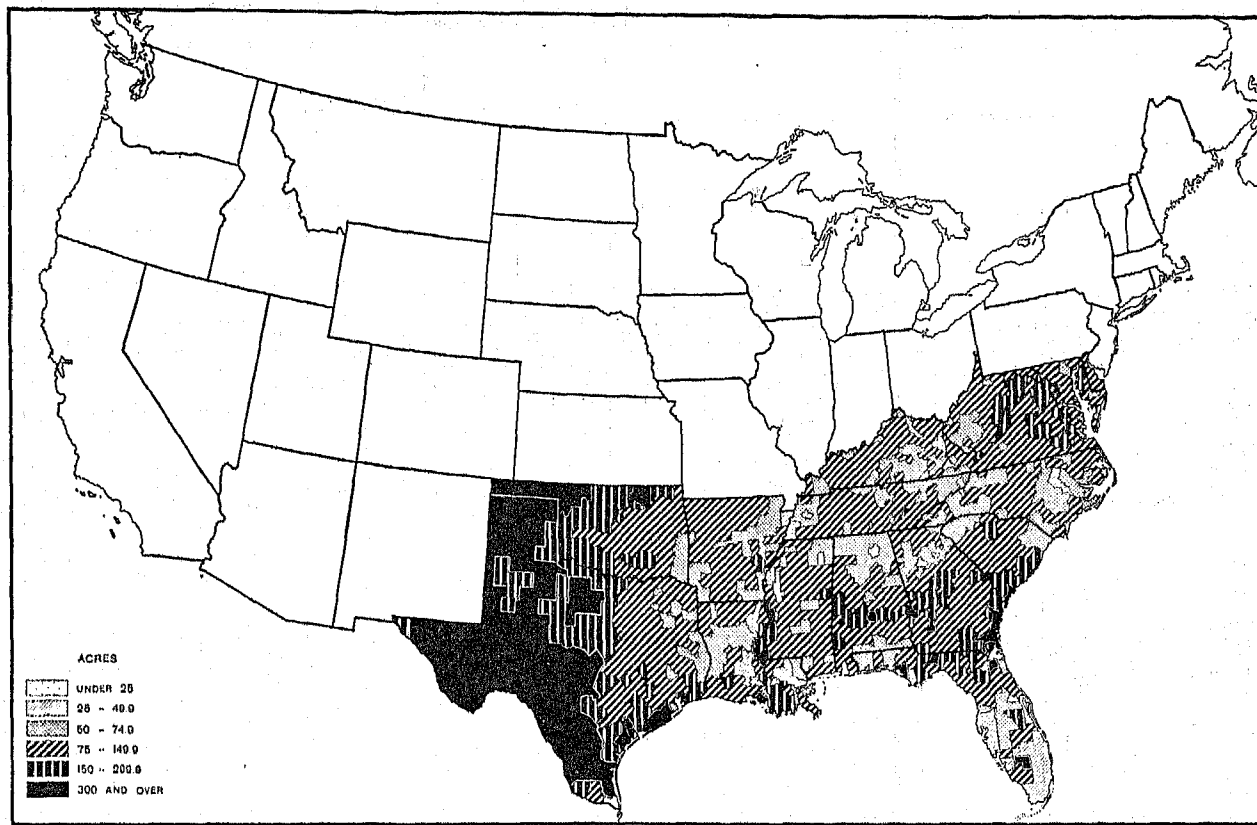 ACRES
UNDER 25
25 - 49.9
50 - 74.9
75 - 149.9
150 - 299.9
300 AND OVER